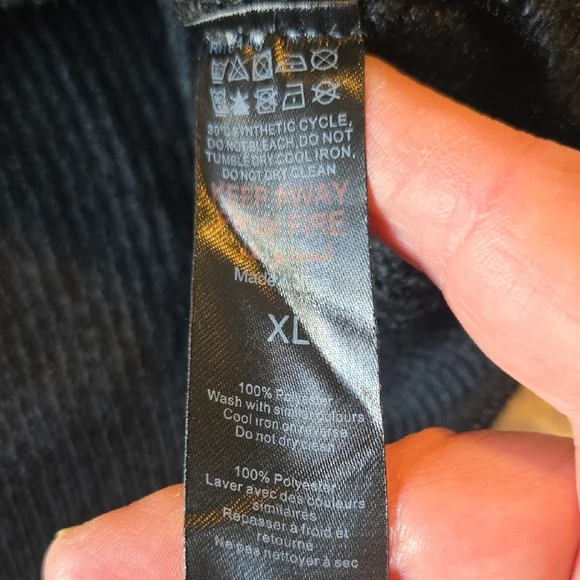 30° SYNTHETIC CYCLE,
DO NOT BLEACH, DO NOT
TUMBLE DRY, COOL IRON,
DO NOT DRY CLEAN
KEEP AWAY
FIRE
Made
XL
100% Polyester
Wash with similar colours
Cool iron on reverse
Do not dry clean
100% Polyester
Laver avec des couleurs
similaires
Repasser à froid et
retourné
Ne pas nettoyer à sec